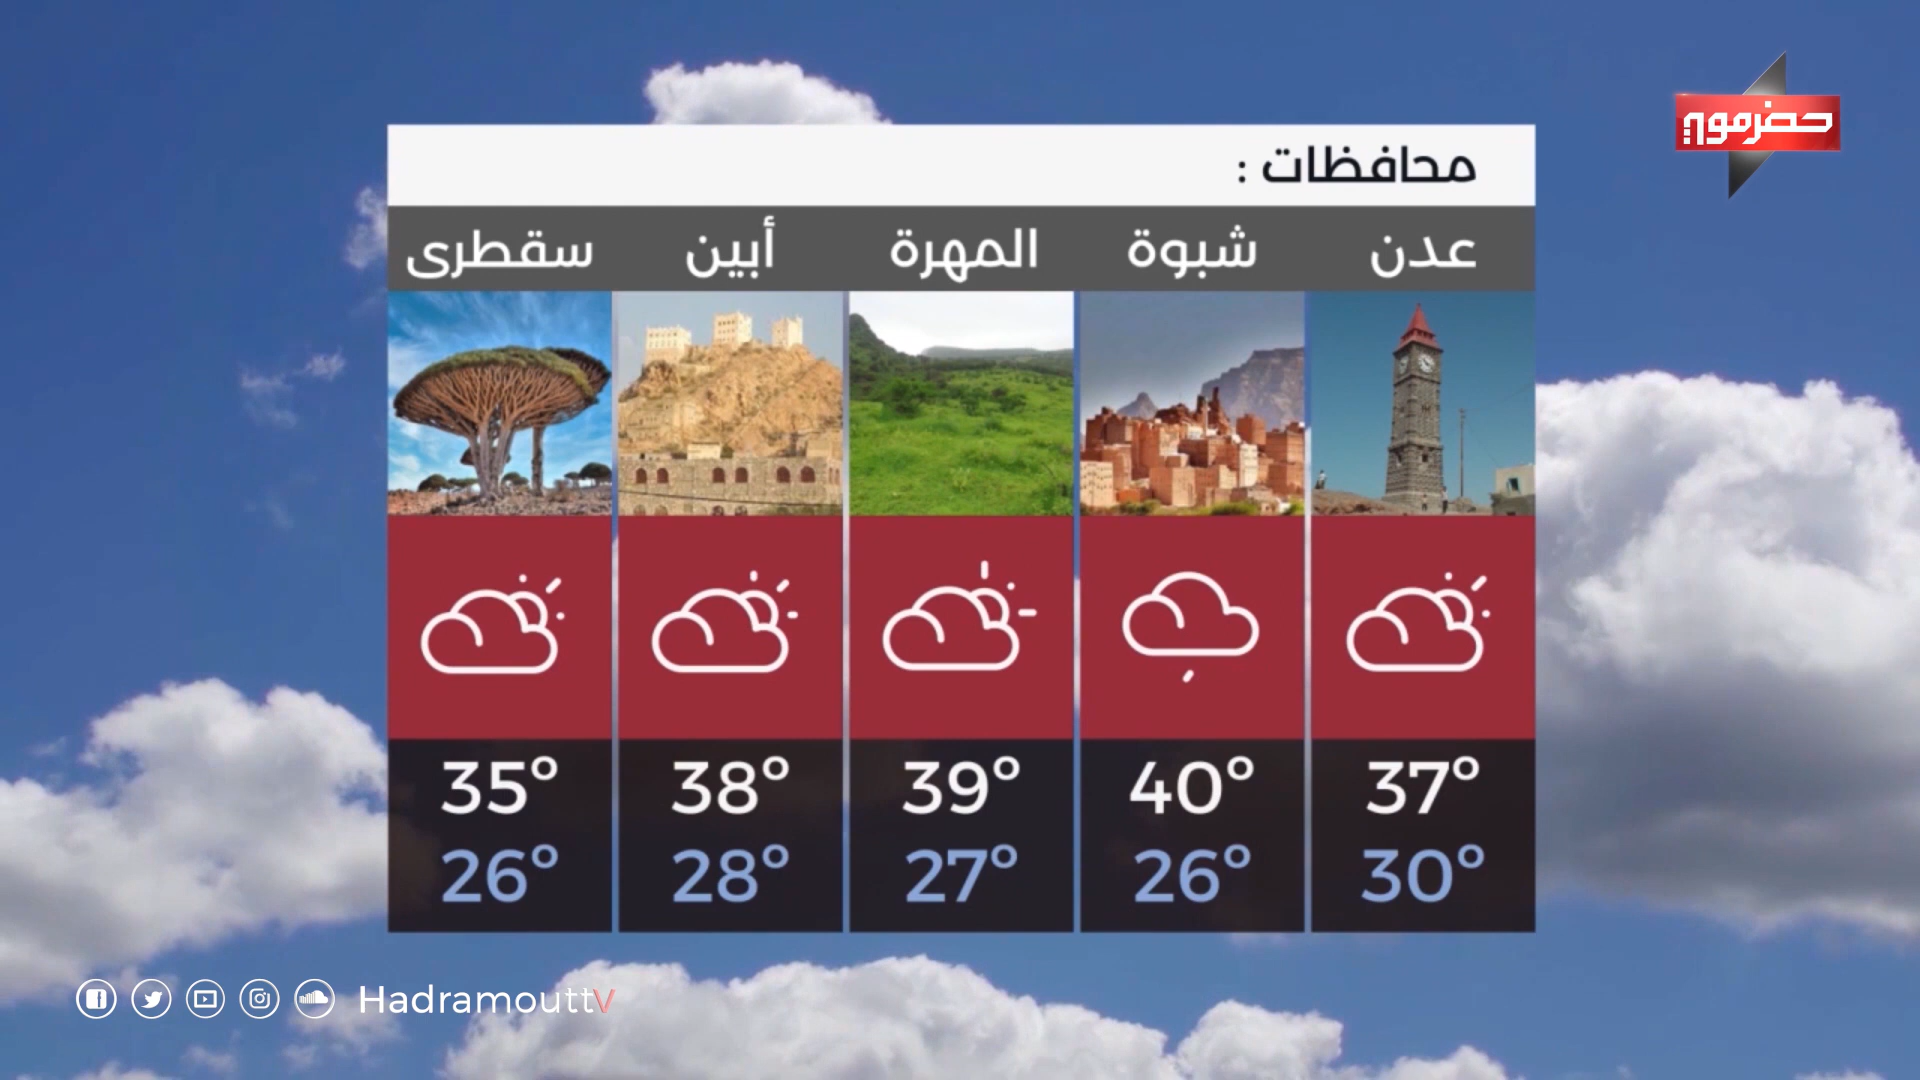 حضرموت
محافظات :
عدن شبوة المهرة أبين سقطرى
37° 40° 39° 38° 35°
30° 26° 27° 28° 26°
HadramouttV